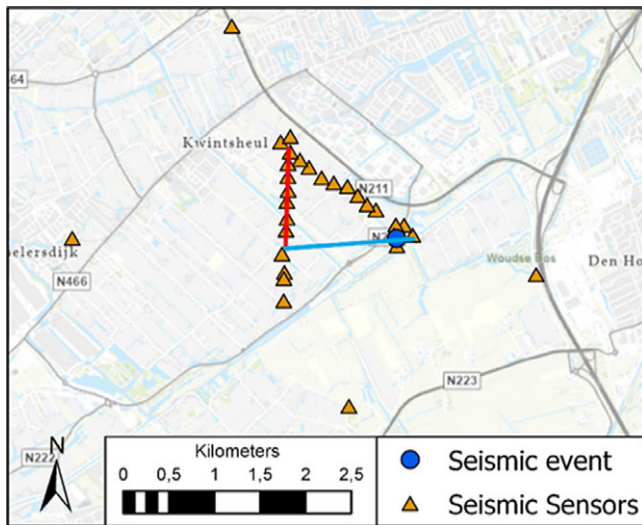 64
Kwintsheul
N211
elersdijk
N466
Woudse Bos
Den Ho
N223
N222
N
Kilometers
0 0,5 1 1,5 2 2,5
Seismic event
Seismic Sensors